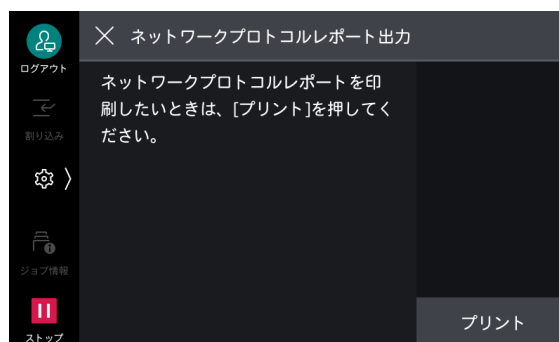 ログアウト
割り込み
ジョブ情報
ストップ
ネットワークプロトコルレポート出力
ネットワークプロトコルレポートを印
刷したいときは、[プリント]を押してく
ださい。
プリント